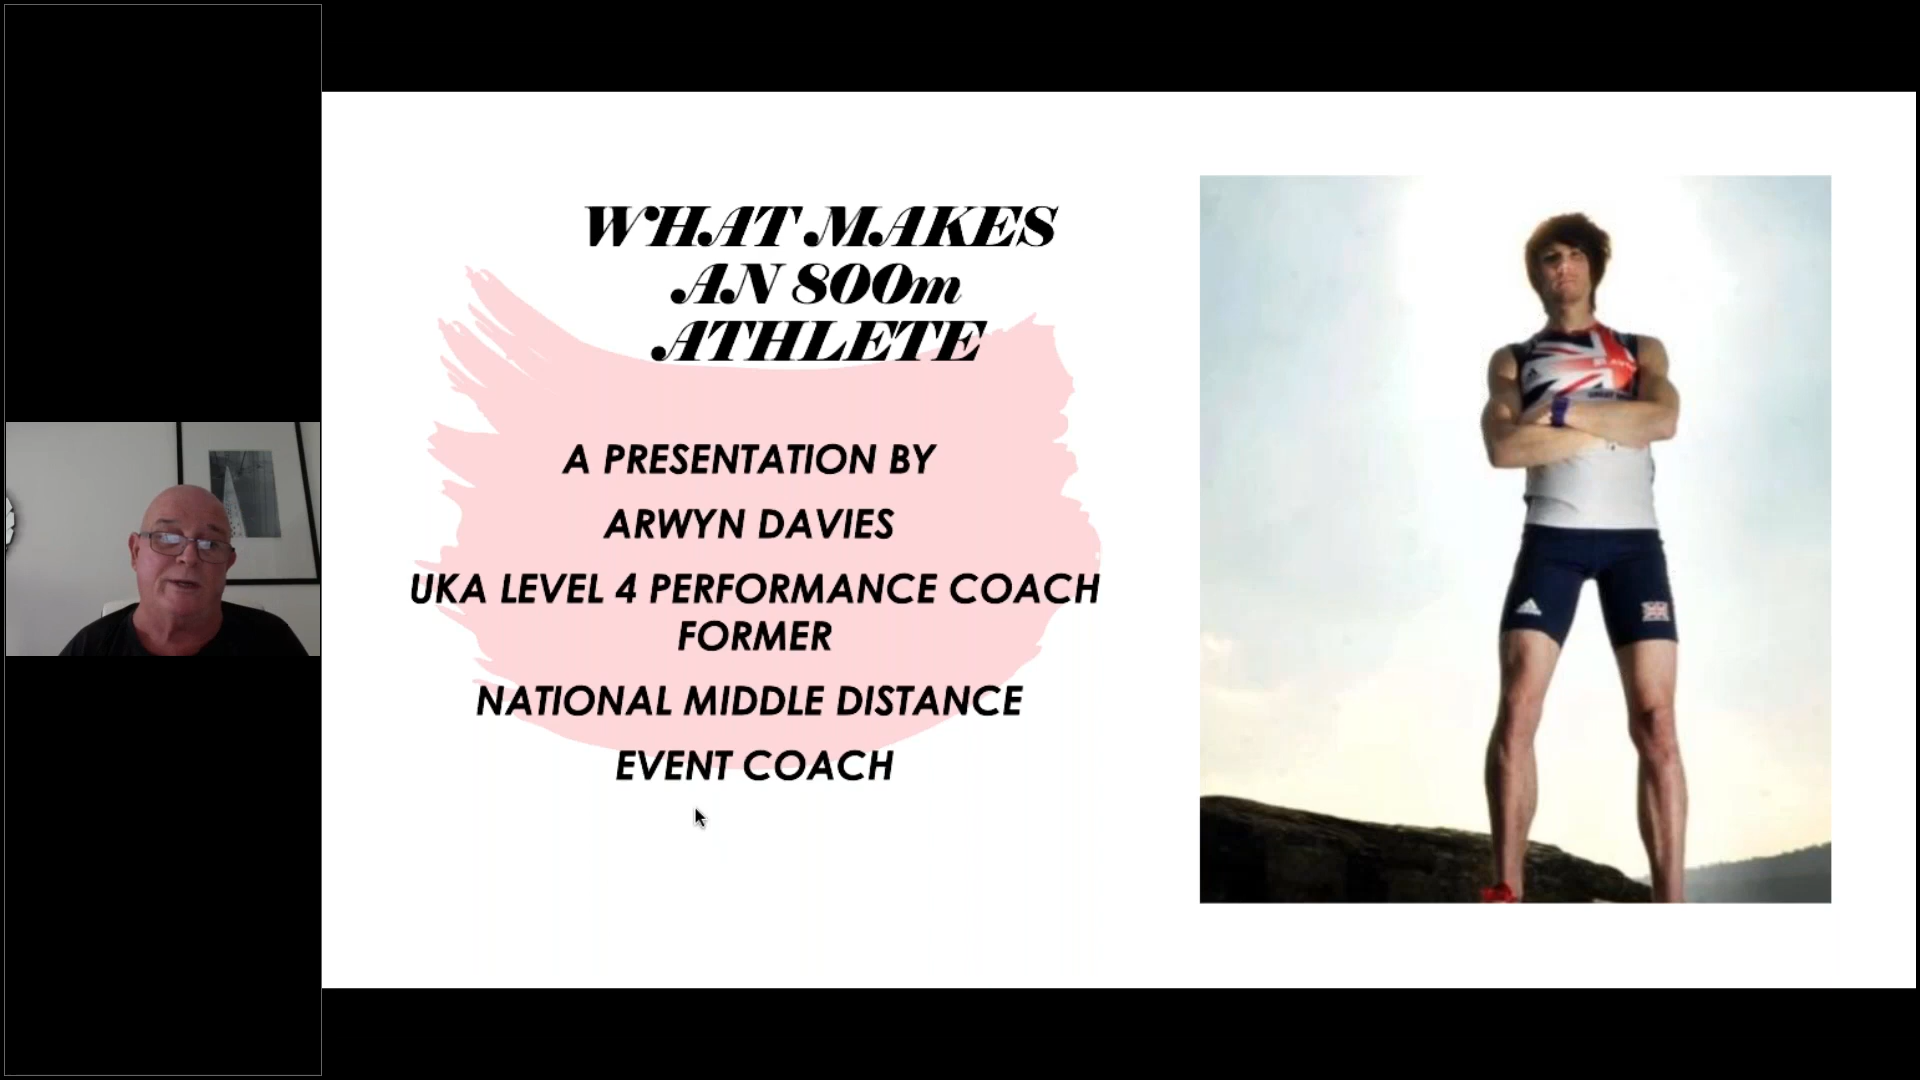 WHAT MAKES
AN 800m
ATHLETE
A PRESENTATION BY
ARWYN DAVIES
UKA LEVEL 4 PERFORMANCE COACH
FORMER
NATIONAL MIDDLE DISTANCE
EVENT COACH